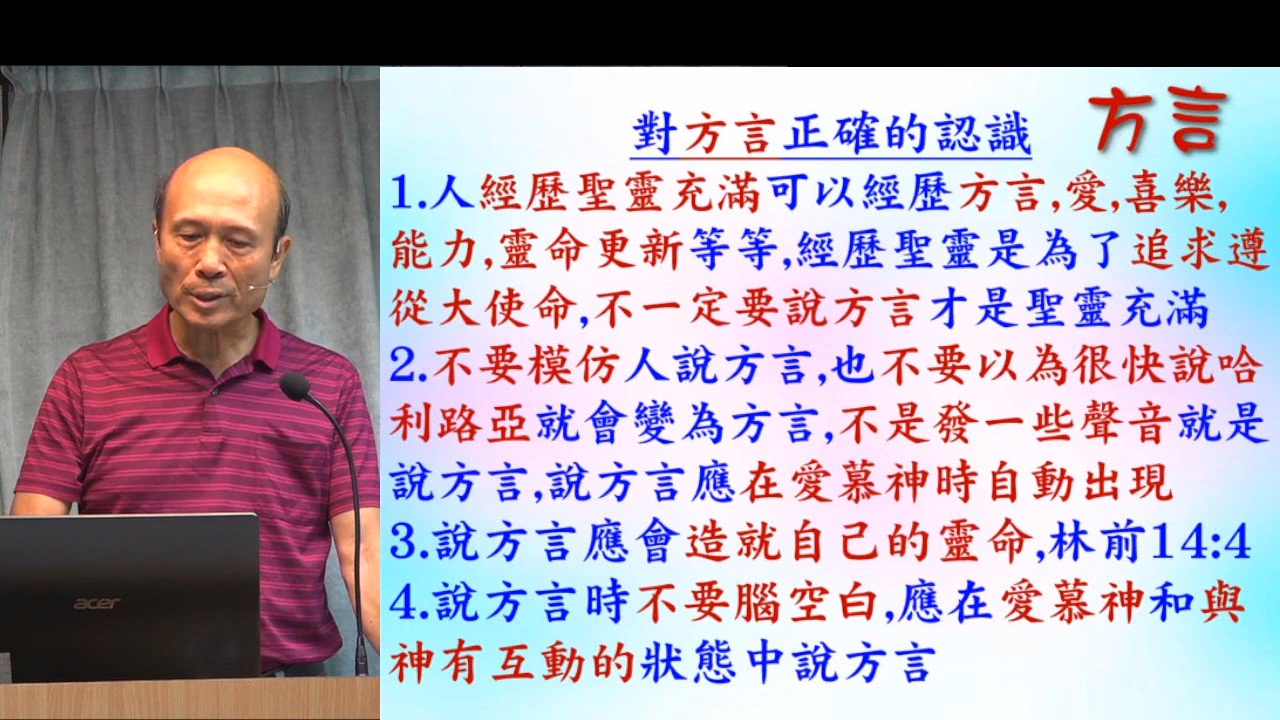 方言
對方言正確的認識
1.人經歷聖靈充滿可以經歷方言,愛,喜樂,
能力,靈命更新等等,經歷聖靈是為了追求遵
從大使命,不一定要說方言才是聖靈充滿
2.不要模仿人說方言,也不要以為很快說哈
利路亞就會變為方言,不是發一些聲音就是
說方言,說方言應在愛慕神時自動出現
3.說方言應會造就自己的靈命,林前14:4
4.說方言時不要腦空白,應在愛慕神和與
神有互動的狀態中說方言
acer